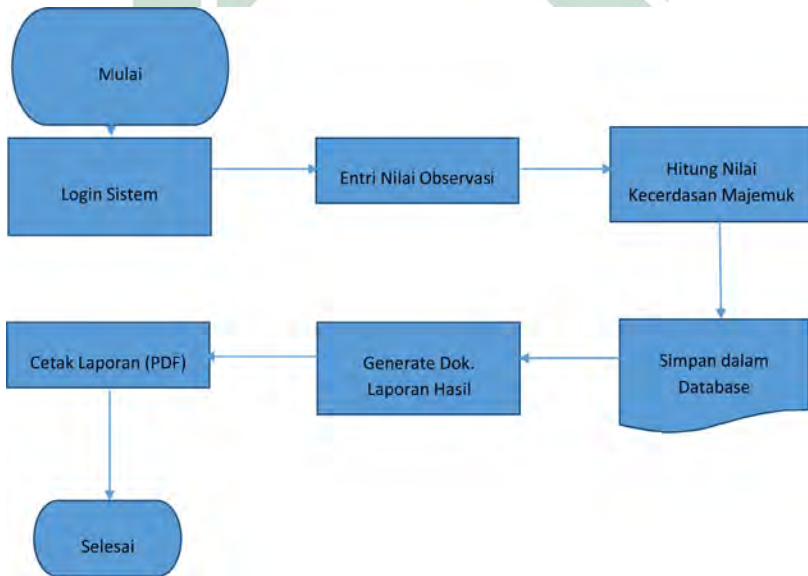 Mulai
Login Sistem
Entri Nilai Observasi
Hitung Nilai
Kecerdasan Majemuk
Simpan dalam
Database
Generate Dok.
Laporan Hasil
Cetak Laporan (PDF)
Selesai